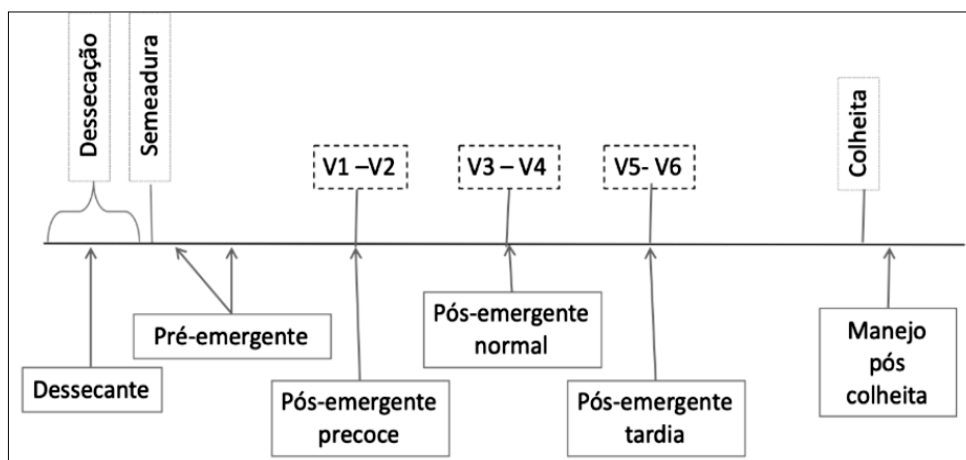 Dessecação
Semeadura
V1 –V2
V3 – V4
V5- V6
Colheita
Dessecante
Pré-emergente
Pós-emergente
precoce
Pós-emergente
normal
Pós-emergente
tardia
Manejo
pós
colheita